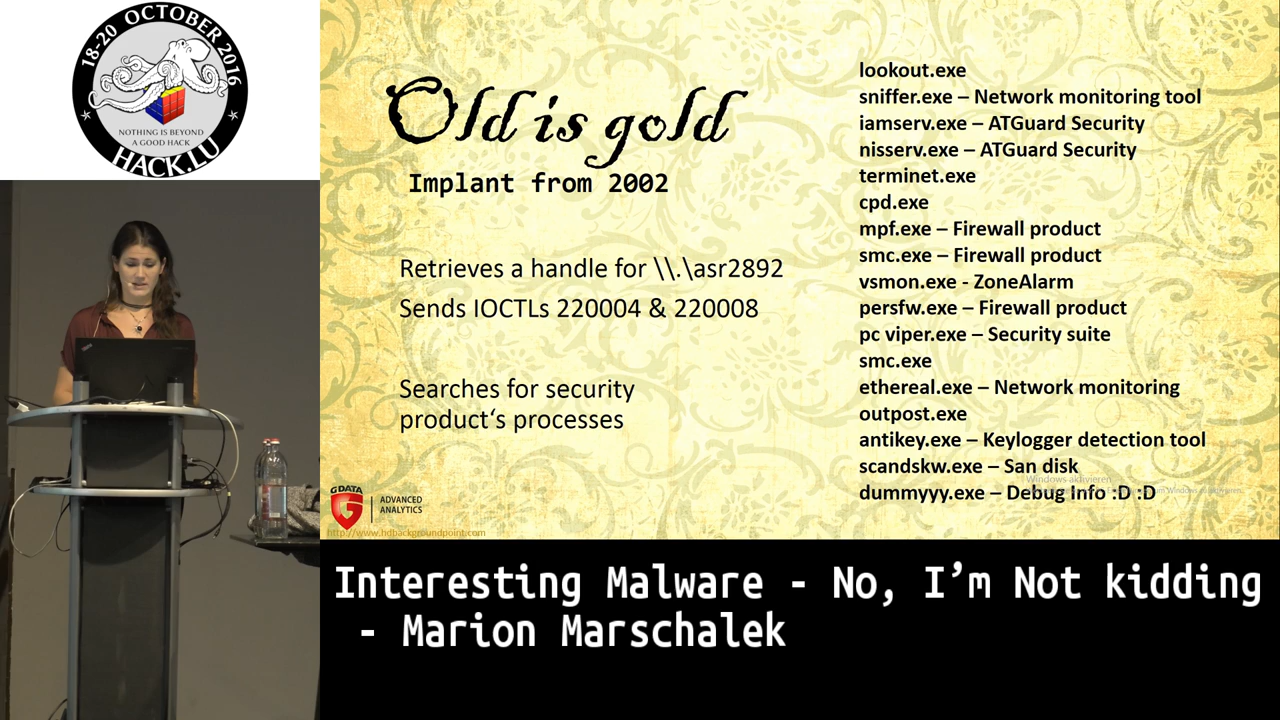 18-20 OCTOBER 2016
NOTHING IS BEYOND
A GOOD HACK
HACK.LU
Old is gold
Implant from 2002
Retrieves a handle for \\.\asr2892
Sends IOCTLs 220004 & 220008
Searches for security
product‘s processes
lookout.exe
sniffer.exe – Network monitoring tool
iamserv.exe – ATGuard Security
nisserv.exe – ATGuard Security
terminet.exe
cpd.exe
mpf.exe – Firewall product
smc.exe – Firewall product
vsmon.exe - ZoneAlarm
persfw.exe – Firewall product
pc viper.exe – Security suite
smc.exe
ethereal.exe – Network monitoring
outpost.exe
antikey.exe – Keylogger detection tool
scandskw.exe – San disk
dummyyy.exe – Debug Info :D :D
Windows aktivieren
G DATA
ADVANCED
ANALYTICS
http://www.hdbackgroundpoint.com
Interesting Malware - No, I’m Not kidding
- Marion Marschalek